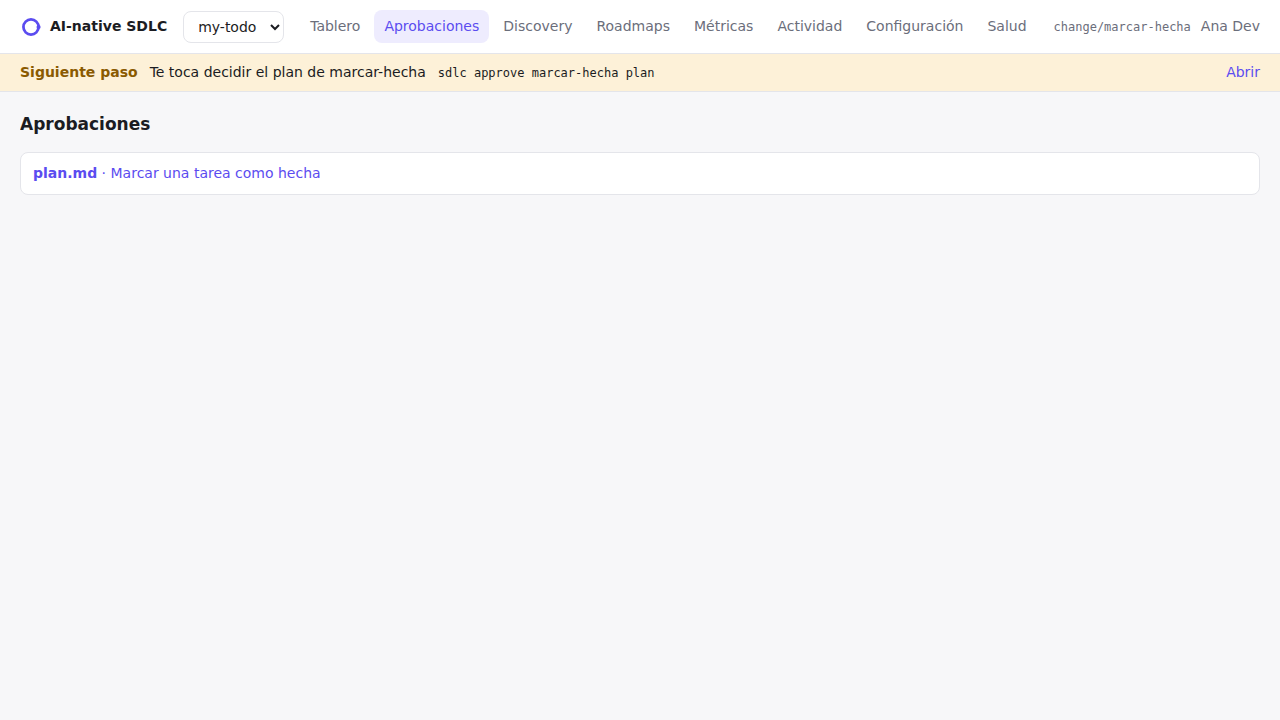 AI-native SDLC my-todo Tablero Aprobaciones Discovery Roadmaps Métricas Actividad Configuración Salud change/marcar-hecha Ana Dev
Siguiente paso Te toca decidir el plan de marcar-hecha sdlc approve marcar-hecha plan Abrir
Aprobaciones
plan.md · Marcar una tarea como hecha